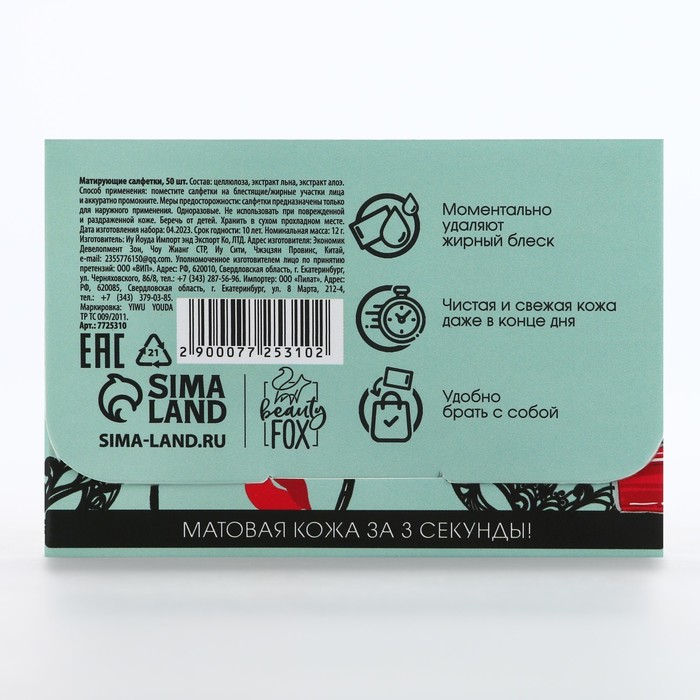 Матирующие салфетки, 50 шт. Состав: целлюлоза, экстракт льна, экстракт алоэ.
Способ применения: поместите салфетки на блестящие/жирные участки лица
и аккуратно промокните. Меры предосторожности: салфетки предназначены только
для наружного применения. Одноразовые. Не использовать при поврежденной
и раздраженной коже. Беречь от детей. Хранить в сухом прохладном месте.
Дата изготовления набора: 04.2023. Срок годности: 10 лет. Номинальная масса: 12 г.
Изготовитель: Иу Йоуда Импорт энд Экспорт Ко, ЛТД. Адрес изготовителя: Экономик
Девелопмент Зон, Чоу Жианг СТР, Иу Сити, Чжэцзян Провинс, Китай,
e-mail: 2355776150@qq.com. Уполномоченное изготовителем лицо по принятию
претензий: ООО «ВИП». Адрес: РФ, 620010, Свердловская область, г. Екатеринбург,
ул. Черняховского, 86/8, тел.: +7 (343) 287-56-96. Импортер: ООО «Пилат». Адрес:
РФ, 620085, Свердловская область, г. Екатеринбург, ул. 8 Марта, 212-4,
тел.: +7 (343) 379-03-85.
Маркировка: YIWU YOUDA
ТР ТС 009/2011.
Арт.: 7725310
EAC
21
2 900077 253102
SIMA
LAND
SIMA-LAND.RU
beauty
FOX
Моментально
удаляют
жирный блеск
Чистая и свежая кожа
даже в конце дня
Удобно
брать с собой
МАТОВАЯ КОЖА ЗА 3 СЕКУНДЫ!